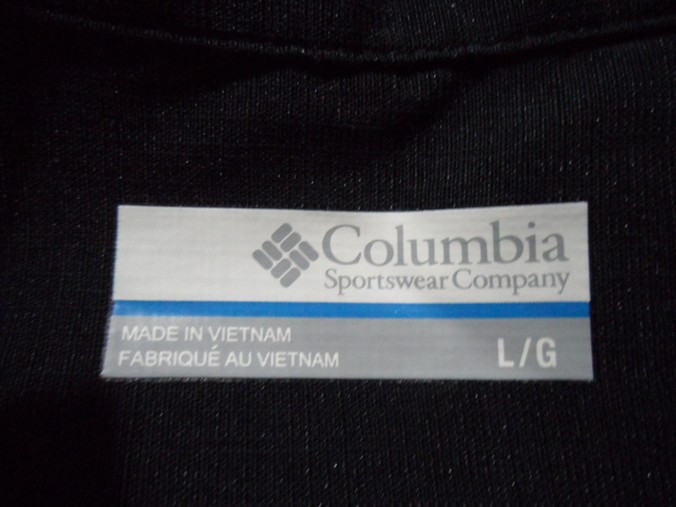 Columbia
Sportswear Company
MADE IN VIETNAM
FABRIQUÉ AU VIETNAM
L/G